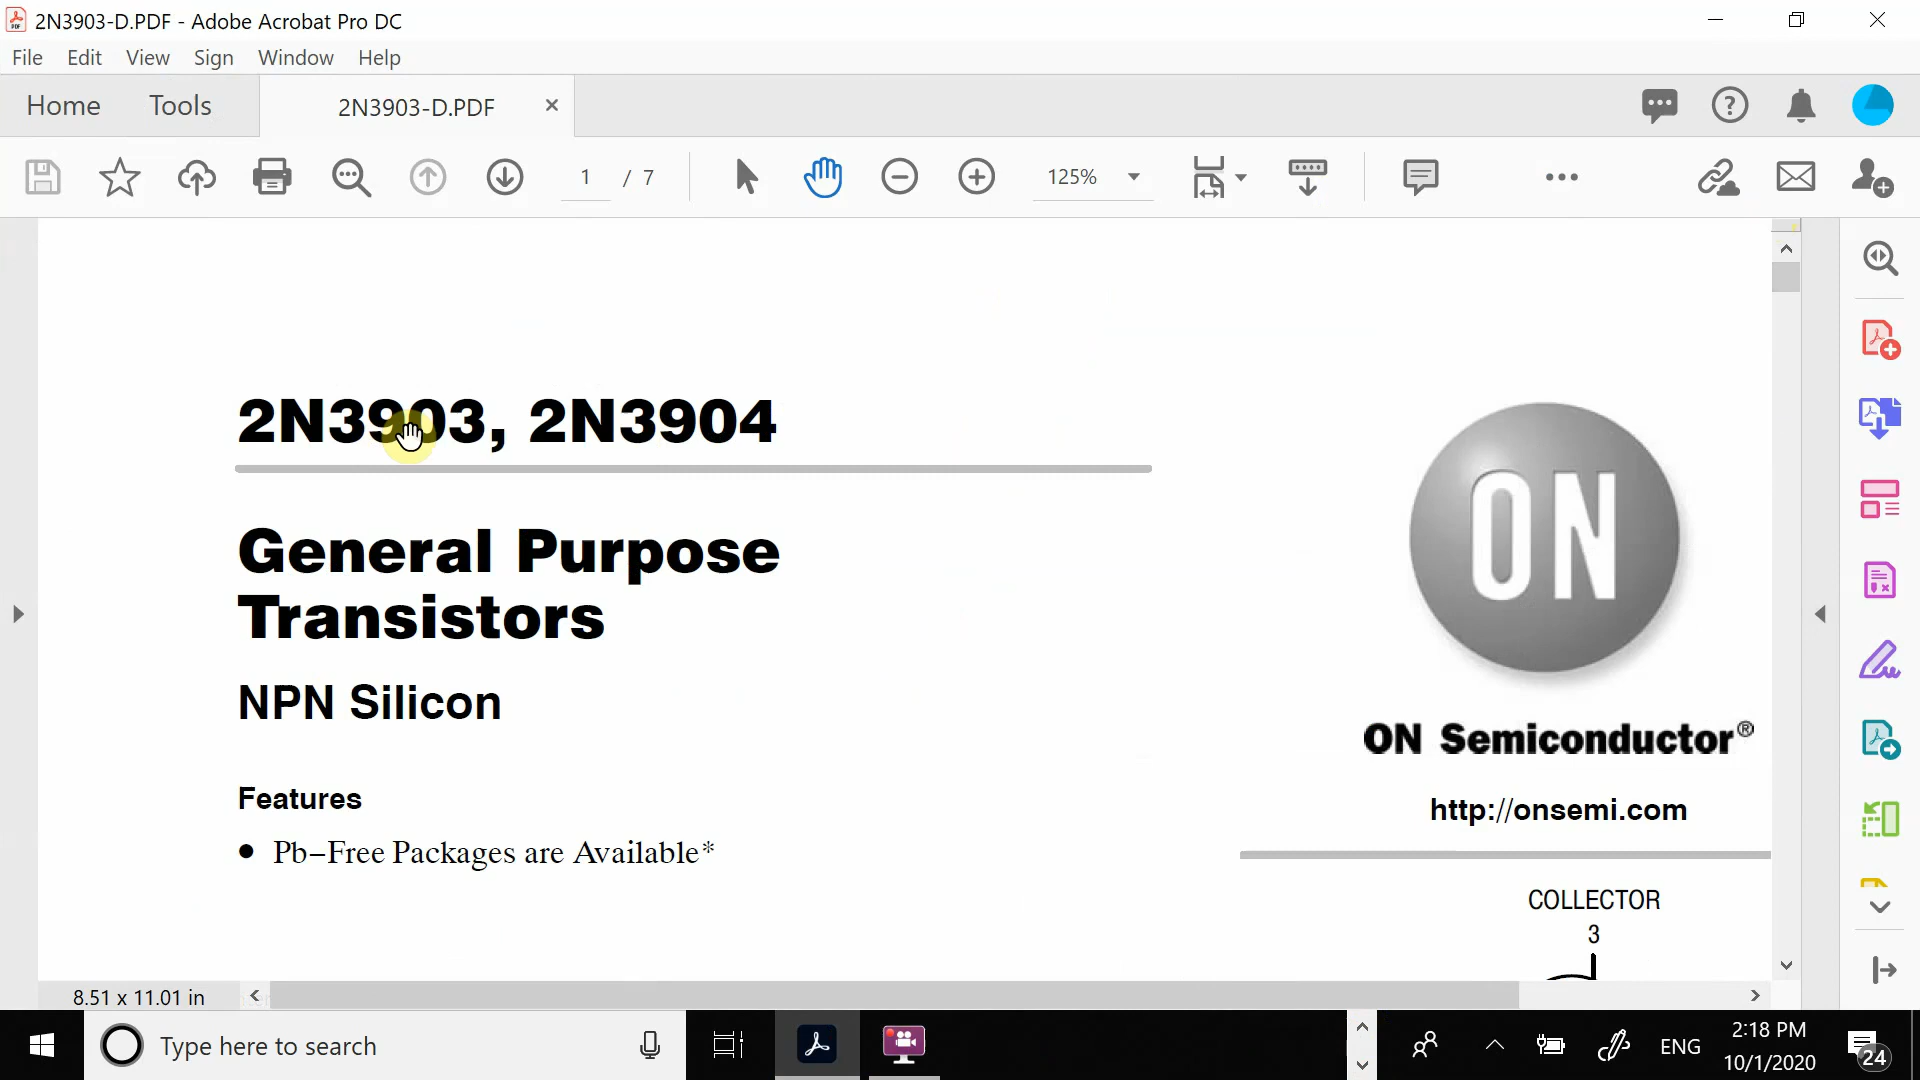 2N3903-D.PDF - Adobe Acrobat Pro DC
File Edit View Sign Window Help
Home Tools 2N3903-D.PDF
1 / 7 125%
2N3903, 2N3904
General Purpose
Transistors
NPN Silicon
Features
• Pb–Free Packages are Available*
ON
ON Semiconductor®
http://onsemi.com
COLLECTOR
3
8.51 x 11.01 in
Type here to search
ENG
2:18 PM
10/1/2020
24